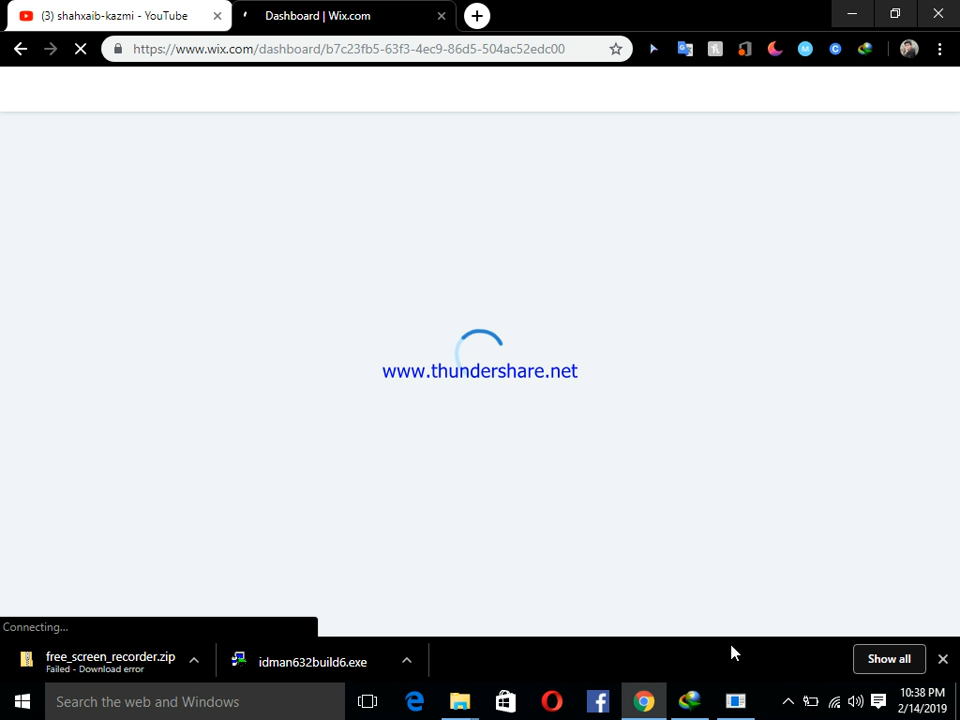 (3) shahxaib-kazmi - YouTube
Dashboard | Wix.com
https://www.wix.com/dashboard/b7c23fb5-63f3-4ec9-86d5-504ac52edc00
www.thundershare.net
Connecting...
free_screen_recorder.zip
Failed - Download error
idman632build6.exe
Show all
Search the web and Windows
10:38 PM
2/14/2019